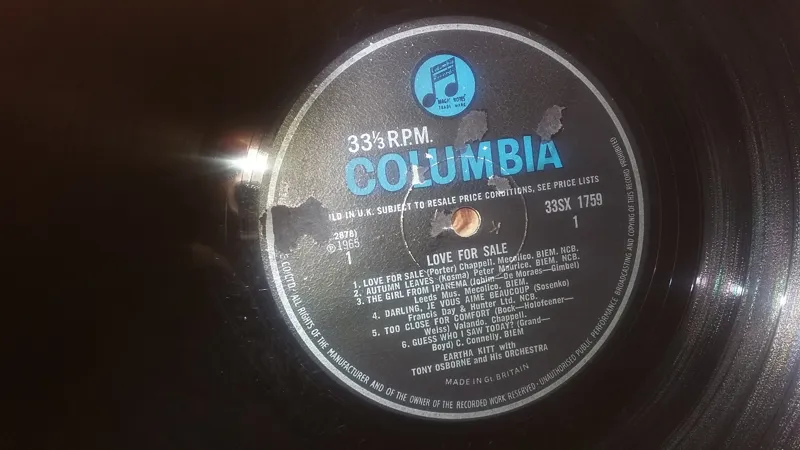 "MAGIC NOTES"
TRADE MARK
33⅓ R.P.M.
COLUMBIA
LD IN U.K. SUBJECT TO RESALE PRICE CONDITIONS, SEE PRICE LISTS
2878)
33SX 1759
Ⓟ1965
1
1
LOVE FOR SALE
1. LOVE FOR SALE (Porter) Chappell, Mecolico, BIEM, NCB.
2. AUTUMN LEAVES (Kosma) Peter Maurice, BIEM, NCB.
3. THE GIRL FROM IPANEMA (Jobim—De Moraes—Gimbel)
Leeds Mus. Mecolico, BIEM.
4. DARLING, JE VOUS AIME BEAUCOUP (Sosenko)
Francis Day & Hunter Ltd. NCB.
5. TOO CLOSE FOR COMFORT (Bock—Holofcener—
Weiss) Valando, Chappell.
6. GUESS WHO I SAW TODAY? (Grand—
Boyd) C. Connelly, BIEM
EARTHA KITT with
TONY OSBORNE and His ORCHESTRA
MADE IN Gt. BRITAIN
CO LTD. ALL RIGHTS OF THE MANUFACTURER AND OF THE OWNER OF THE RECORDED WORK RESERVED · UNAUTHORISED PUBLIC PERFORMANCE BROADCASTING AND COPYING OF THIS RECORD PROHIBITED